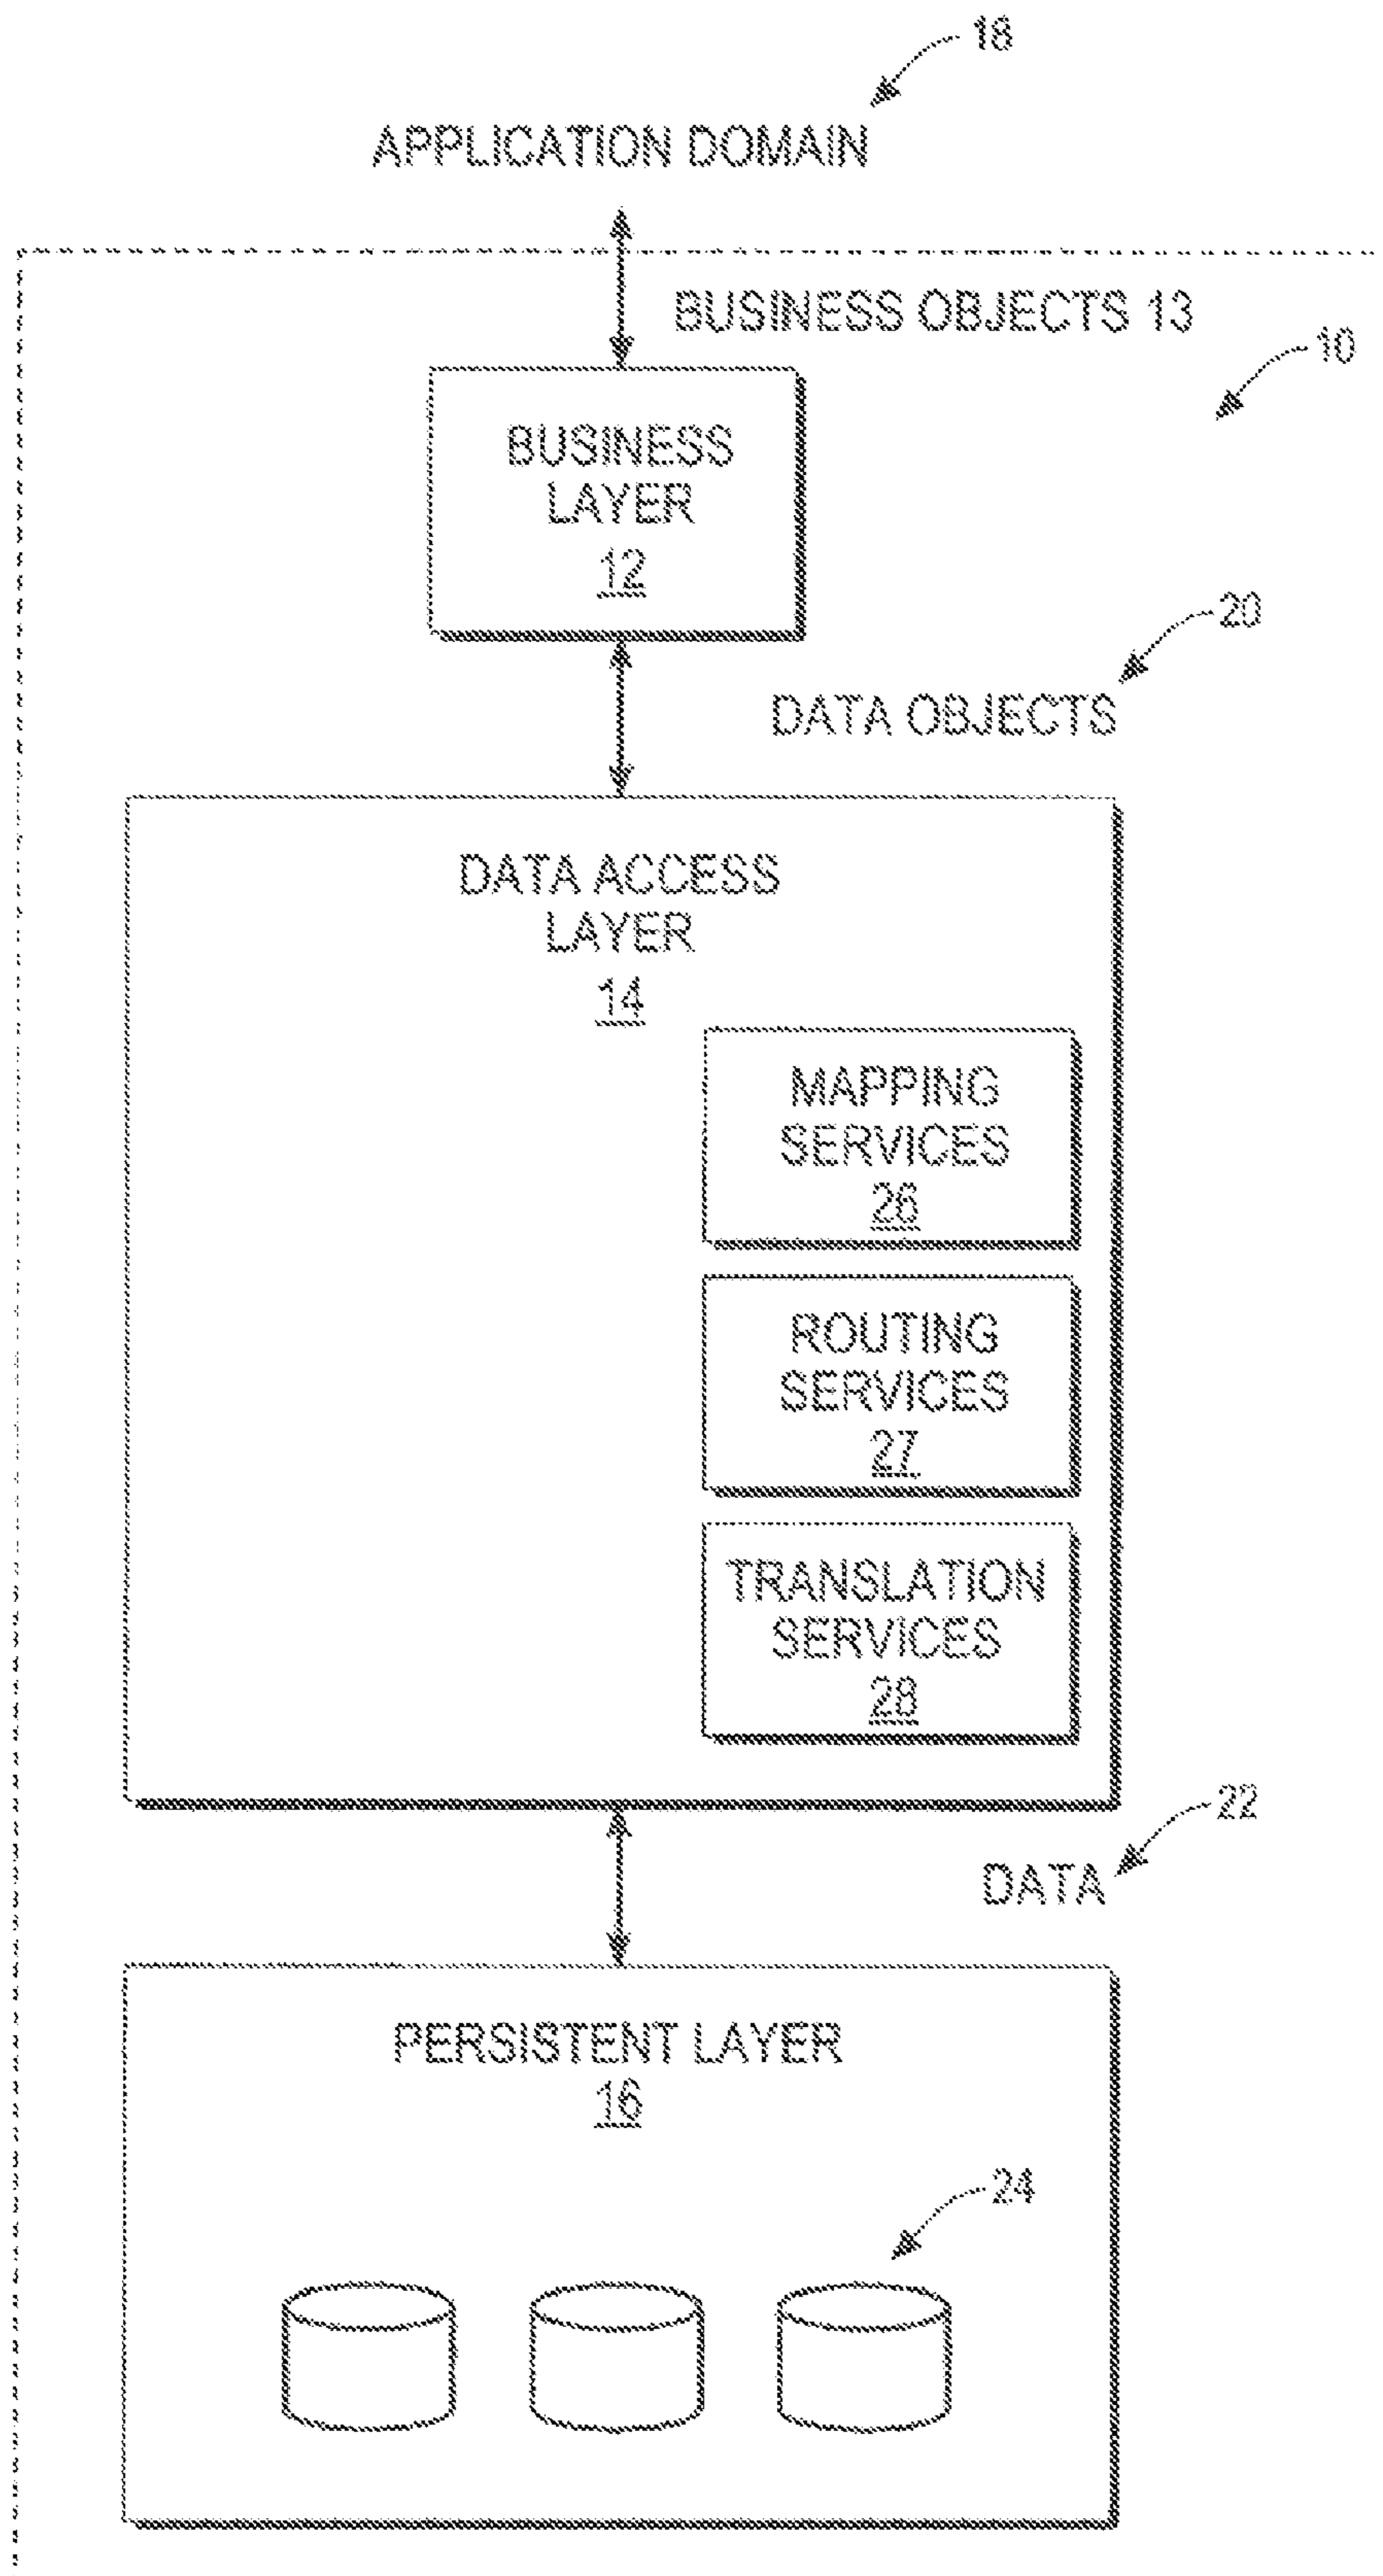 18
APPLICATION DOMAIN
BUSINESS OBJECTS 13
10
BUSINESS
LAYER
12
20
DATA OBJECTS
DATA ACCESS
LAYER
14
MAPPING
SERVICES
26
ROUTING
SERVICES
27
TRANSLATION
SERVICES
28
22
DATA
PERSISTENT LAYER
16
24